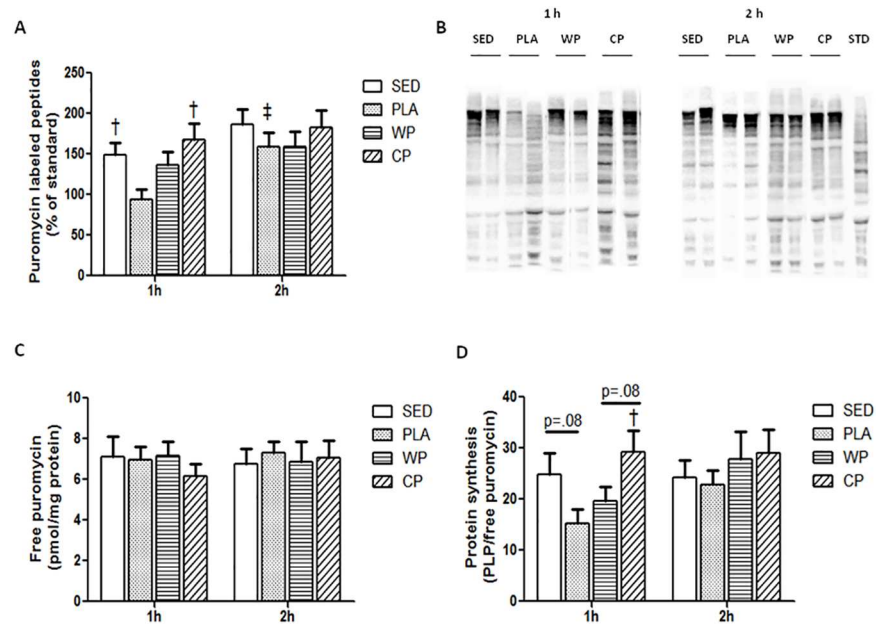 A
Puromycin labeled peptides
(% of standard)
250
200
150
100
50
0
†
†
‡
1h
2h
SED
PLA
WP
CP
B
1 h
2 h
SED
PLA
WP
CP
SED
PLA
WP
CP
STD
C
Free puromycin
(pmol/mg protein)
10
8
6
4
2
0
1h
2h
SED
PLA
WP
CP
D
Protein synthesis
(PLP/free puromycin)
40
30
20
10
0
p=.08
p=.08
†
1h
2h
SED
PLA
WP
CP